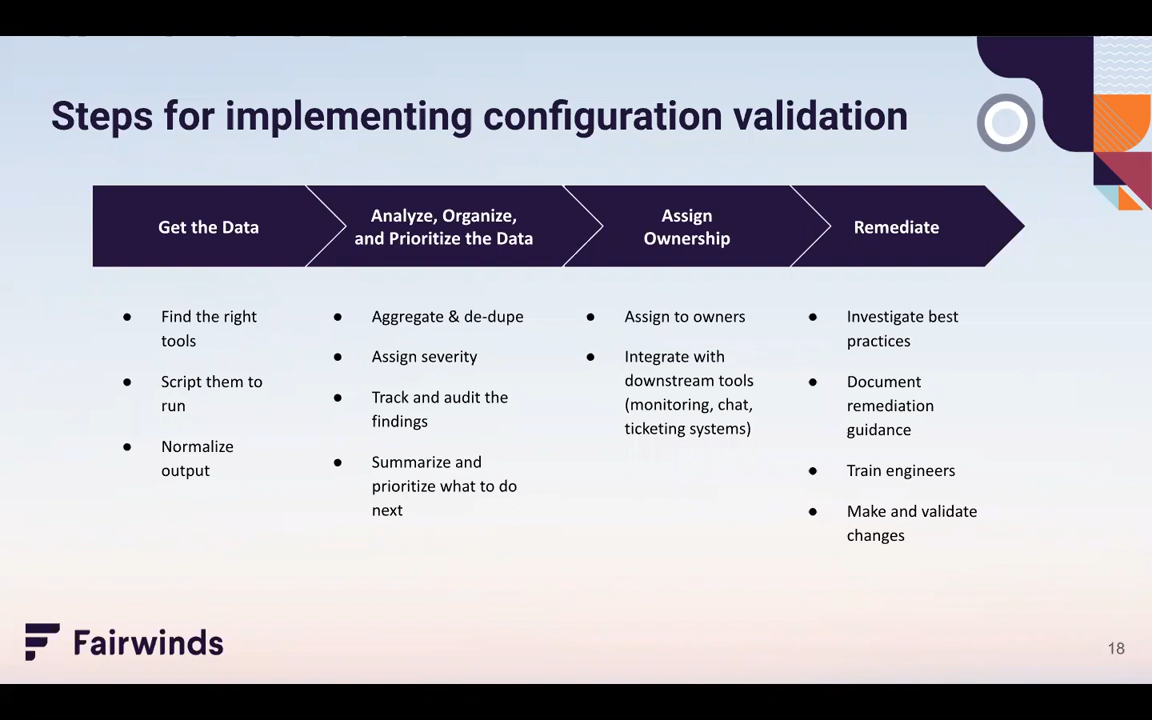 Steps for implementing configuration validation
Get the Data
Analyze, Organize,
and Prioritize the Data
Assign
Ownership
Remediate
● Find the right
tools
● Script them to
run
● Normalize
output
● Aggregate & de-dupe
● Assign severity
● Track and audit the
findings
● Summarize and
prioritize what to do
next
● Assign to owners
● Integrate with
downstream tools
(monitoring, chat,
ticketing systems)
● Investigate best
practices
● Document
remediation
guidance
● Train engineers
● Make and validate
changes
Fairwinds
18